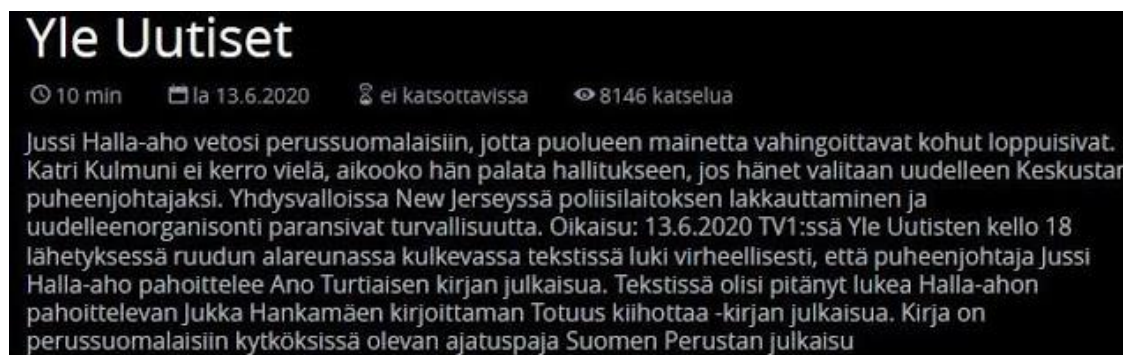 Yle Uutiset
10 min la 13.6.2020 ei katsottavissa 8146 katselua
Jussi Halla-aho vetosi perussuomalaisiin, jotta puolueen mainetta vahingoittavat kohut loppuisivat.
Katri Kulmuni ei kerro vielä, aikooko hän palata hallitukseen, jos hänet valitaan uudelleen Keskustan
puheenjohtajaksi. Yhdysvalloissa New Jerseyssä poliisilaitoksen lakkauttaminen ja
uudelleenorganisonti paransivat turvallisuutta. Oikaisu: 13.6.2020 TV1:ssä Yle Uutisten kello 18
lähetyksessä ruudun alareunassa kulkevassa tekstissä luki virheellisesti, että puheenjohtaja Jussi
Halla-aho pahoittelee Ano Turtiaisen kirjan julkaisua. Tekstissä olisi pitänyt lukea Halla-ahon
pahoittelevan Jukka Hankamäen kirjoittaman Totuus kiihottaa -kirjan julkaisua. Kirja on
perussuomalaisiin kytköksissä olevan ajatuspaja Suomen Perustan julkaisu